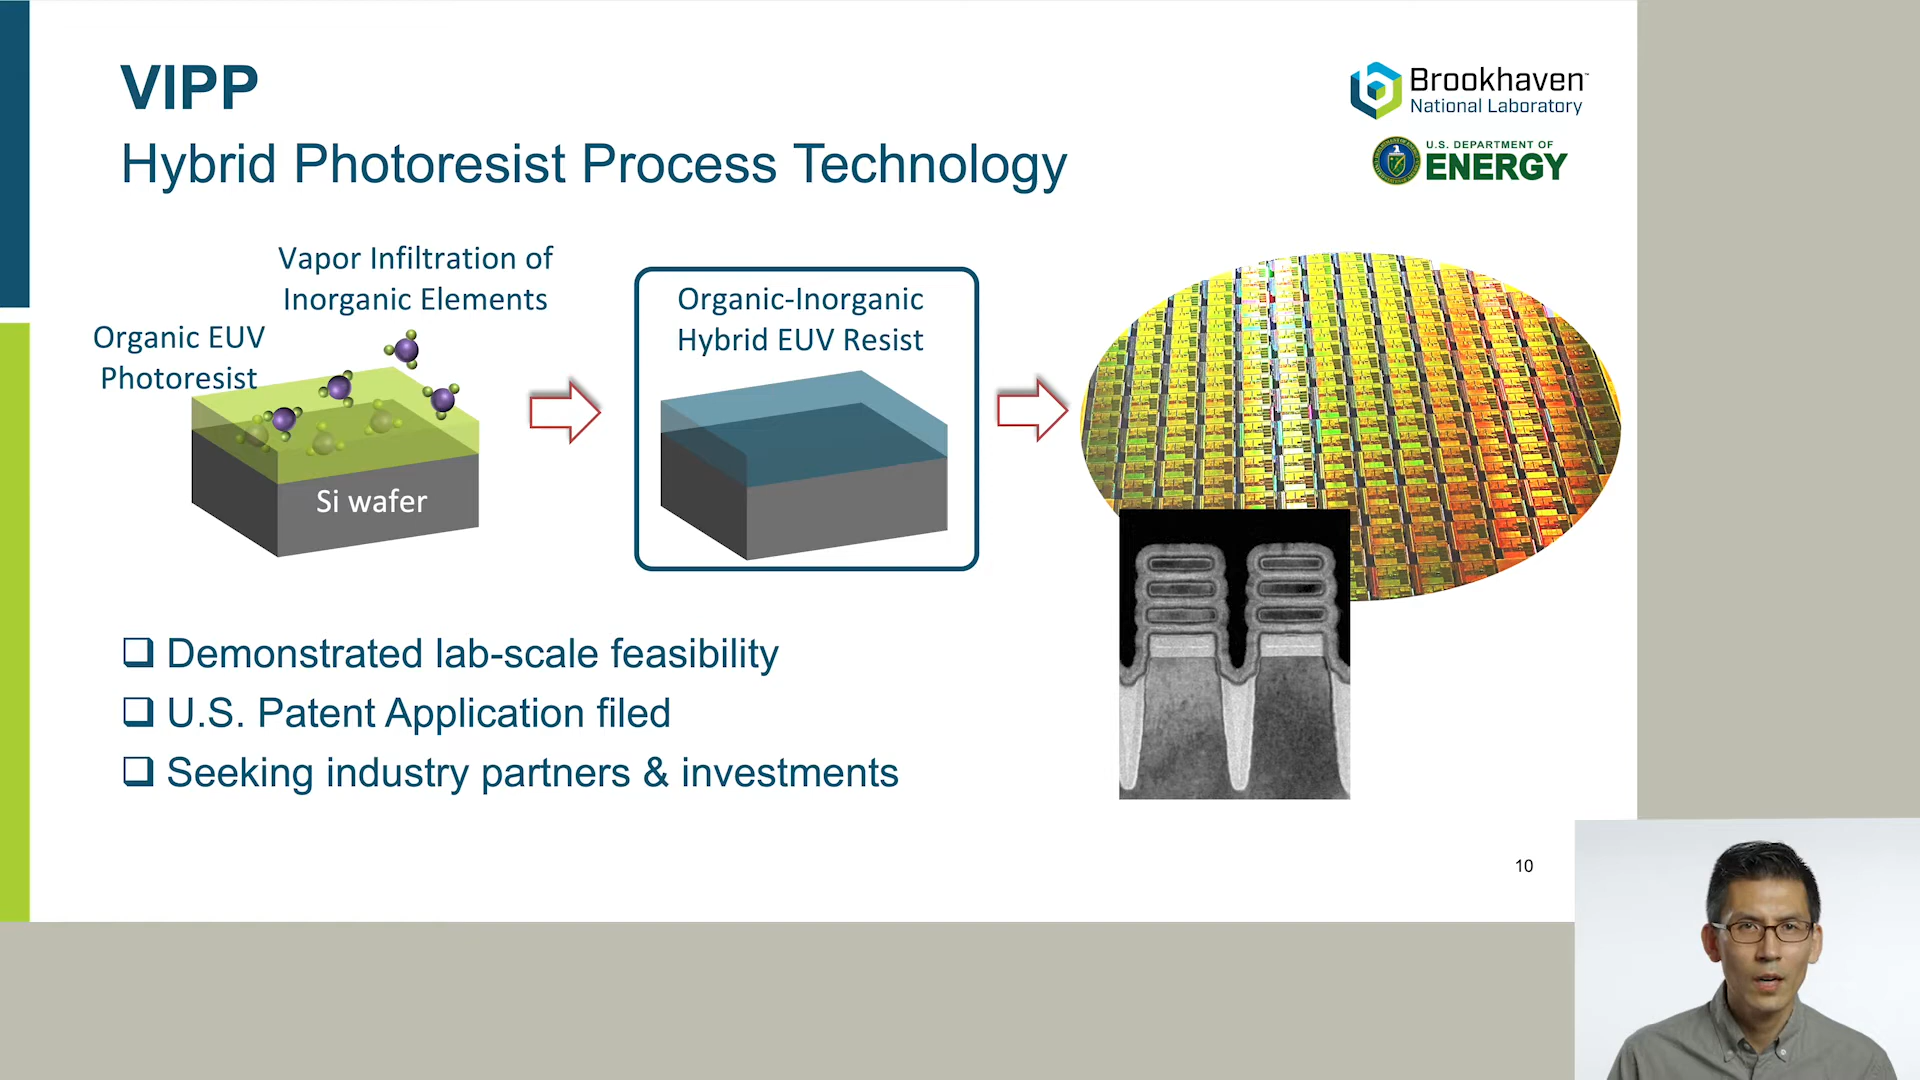 VIPP
Hybrid Photoresist Process Technology
Brookhaven™
National Laboratory
U.S. DEPARTMENT OF
ENERGY
Vapor Infiltration of
Inorganic Elements
Organic EUV
Photoresist
Si wafer
Organic-Inorganic
Hybrid EUV Resist
❑ Demonstrated lab-scale feasibility
❑ U.S. Patent Application filed
❑ Seeking industry partners & investments
10